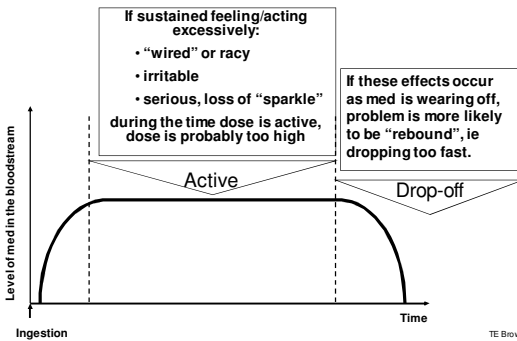 If sustained feeling/acting
excessively:
• “wired” or racy
• irritable
• serious, loss of “sparkle”
during the time dose is active,
dose is probably too high
If these effects occur
as med is wearing off,
problem is more likely
to be “rebound”, ie
dropping too fast.
Active
Drop-off
Level of med in the bloodstream
Time
Ingestion
TE Brow